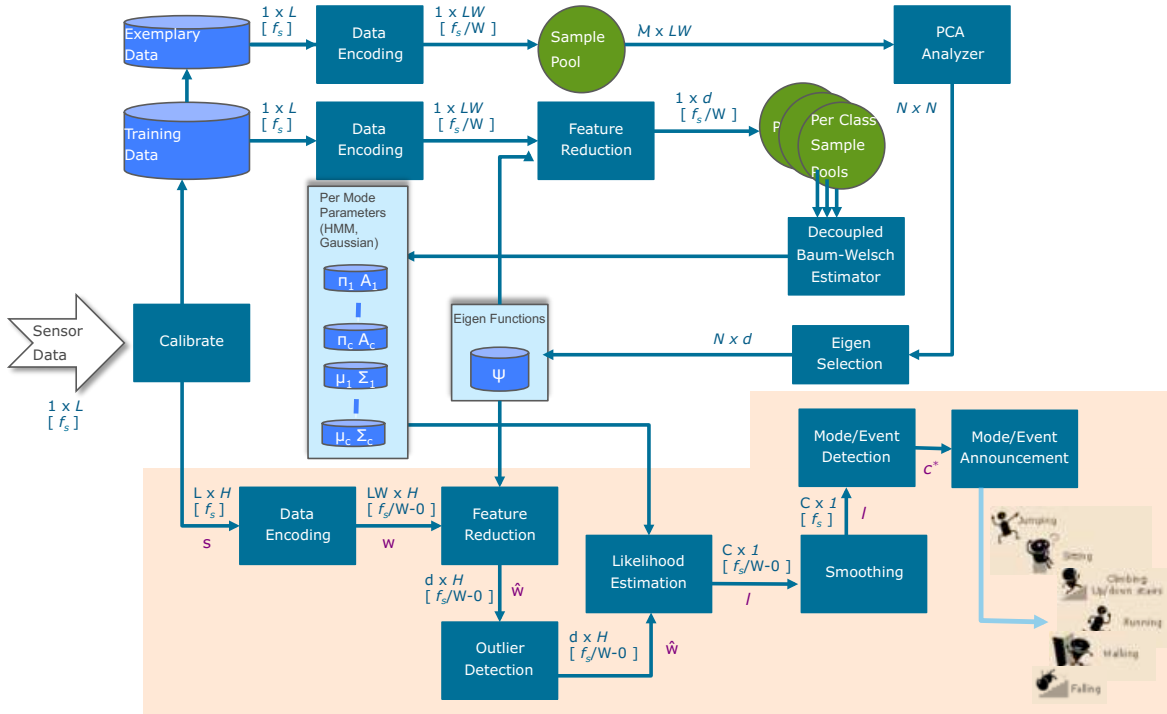 1 x L
[ fs ]
Exemplary
Data
Data
Encoding
1 x LW
[ fs/W ]
Sample
Pool
M x LW
PCA
Analyzer
N x N
Training
Data
1 x L
[ fs ]
Data
Encoding
1 x LW
[ fs/W ]
Feature
Reduction
1 x d
[ fs/W ]
P
Per Class
Sample
Pools
Per Mode
Parameters
(HMM,
Gaussian)
π1 A1
πc Ac
μ1 Σ1
μc Σc
Decoupled
Baum-Welsch
Estimator
Sensor
Data
1 x L
[ fs ]
Calibrate
Eigen Functions
Ψ
N x d
Eigen
Selection
L x H
[ fs ]
s
Data
Encoding
LW x H
[ fs/W-0 ]
w
Feature
Reduction
d x H
[ fs/W-0 ]
ŵ
Outlier
Detection
d x H
[ fs/W-0 ]
ŵ
Likelihood
Estimation
C x 1
[ fs/W-0 ]
l
Smoothing
C x 1
[ fs ]
l
Mode/Event
Detection
c*
Mode/Event
Announcement
Jumping
Sitting
Climbing
Up/down stairs
Running
Walking
Falling